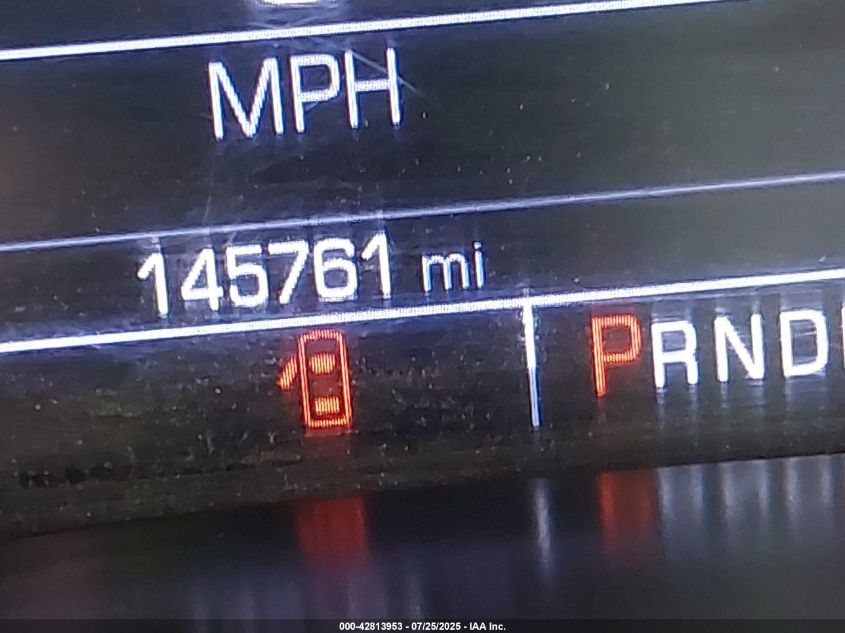 MPH
145761 mi
PRND
000-42813953 - 07/25/2025 - IAA Inc.